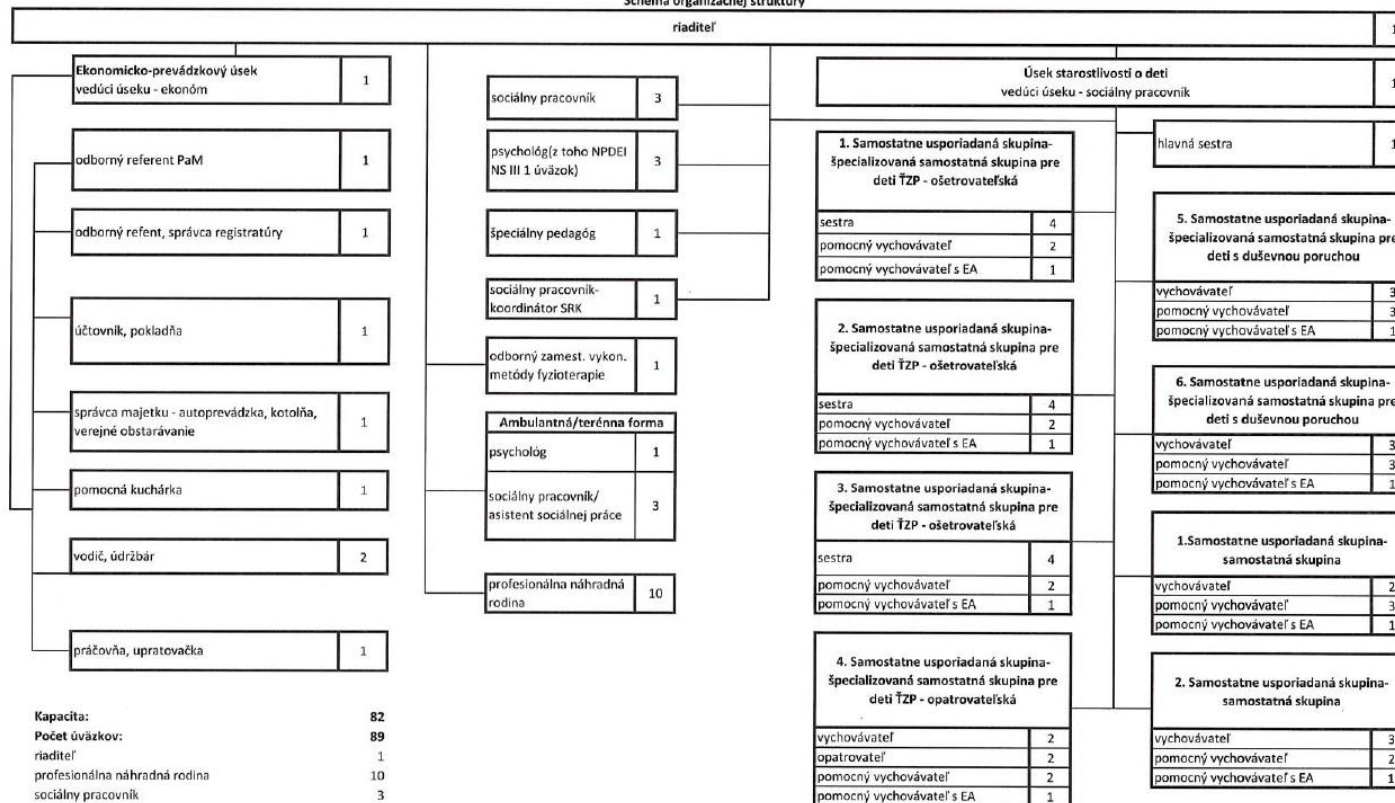 Schéma organizačnej štruktúry
riaditeľ 1
Ekonomicko-prevádzkový úsek
vedúci úseku - ekonóm 1
odborný referent PaM 1
odborný refent, správca registratúry 1
účtovník, pokladňa 1
správca majetku - autoprevádzka, kotolňa,
verejné obstarávanie 1
pomocná kuchárka 1
vodič, údržbár 2
práčovňa, upratovačka 1
sociálny pracovník 3
psychológ(z toho NPDEI
NS III 1 úväzok) 3
špeciálny pedagóg 1
sociálny pracovník-
koordinátor SRK 1
odborný zamest. vykon.
metódy fyzioterapie 1
Ambulantná/terénna forma
psychológ 1
sociálny pracovník/
asistent sociálnej práce 3
profesionálna náhradná
rodina 10
Úsek starostlivosti o deti
vedúci úseku - sociálny pracovník 1
1. Samostatne usporiadaná skupina-
špecializovaná samostatná skupina pre
deti ŤZP - ošetrovateľská
sestra 4
pomocný vychovávateľ 2
pomocný vychovávateľ s EA 1
2. Samostatne usporiadaná skupina-
špecializovaná samostatná skupina pre
deti ŤZP - ošetrovateľská
sestra 4
pomocný vychovávateľ 2
pomocný vychovávateľ s EA 1
3. Samostatne usporiadaná skupina-
špecializovaná samostatná skupina pre
deti ŤZP - ošetrovateľská
sestra 4
pomocný vychovávateľ 2
pomocný vychovávateľ s EA 1
4. Samostatne usporiadaná skupina-
špecializovaná samostatná skupina pre
deti ŤZP - opatrovateľská
vychovávateľ 2
opatrovateľ 2
pomocný vychovávateľ 2
pomocný vychovávateľ s EA 1
hlavná sestra 1
5. Samostatne usporiadaná skupina-
špecializovaná samostatná skupina pre
deti s duševnou poruchou
vychovávateľ 3
pomocný vychovávateľ 3
pomocný vychovávateľ s EA 1
6. Samostatne usporiadaná skupina-
špecializovaná samostatná skupina pre
deti s duševnou poruchou
vychovávateľ 3
pomocný vychovávateľ 3
pomocný vychovávateľ s EA 1
1.Samostatne usporiadaná skupina-
samostatná skupina
vychovávateľ 2
pomocný vychovávateľ 3
pomocný vychovávateľ s EA 1
2. Samostatne usporiadaná skupina-
samostatná skupina
vychovávateľ 3
pomocný vychovávateľ 2
pomocný vychovávateľ s EA 1
Kapacita: 82
Počet úväzkov: 89
riaditeľ 1
profesionálna náhradná rodina 10
sociálny pracovník 3